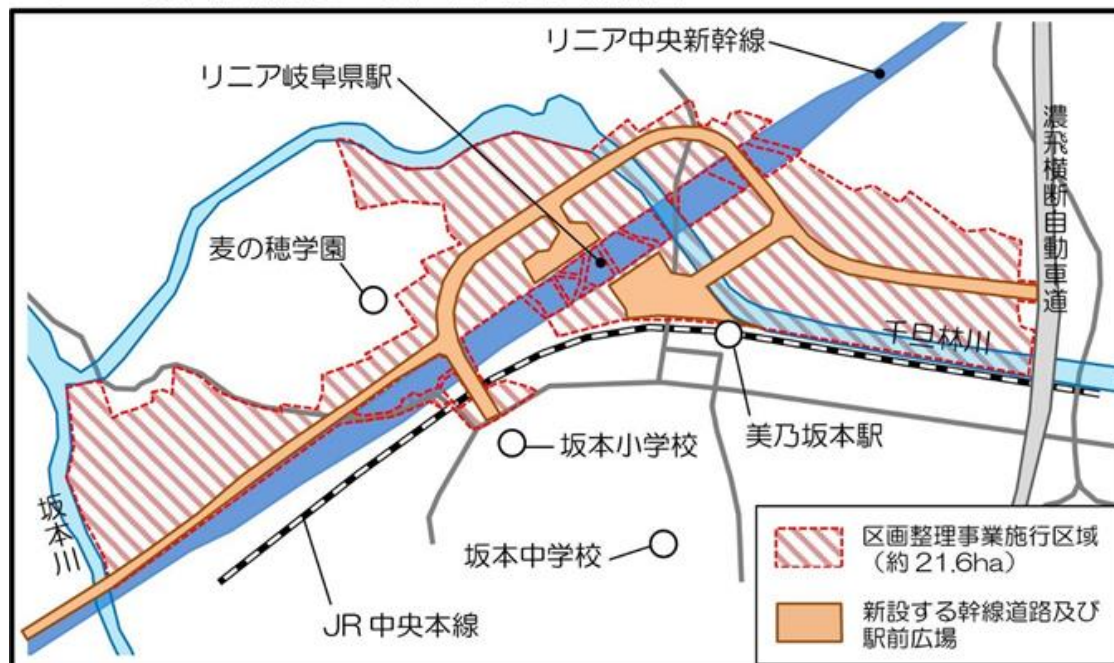 リニア中央新幹線
リニア岐阜県駅
濃飛横断自動車道
麦の穂学園
千旦林川
坂本小学校
美乃坂本駅
坂本川
坂本中学校
JR中央本線
区画整理事業施行区域
（約21.6ha）
新設する幹線道路及び
駅前広場